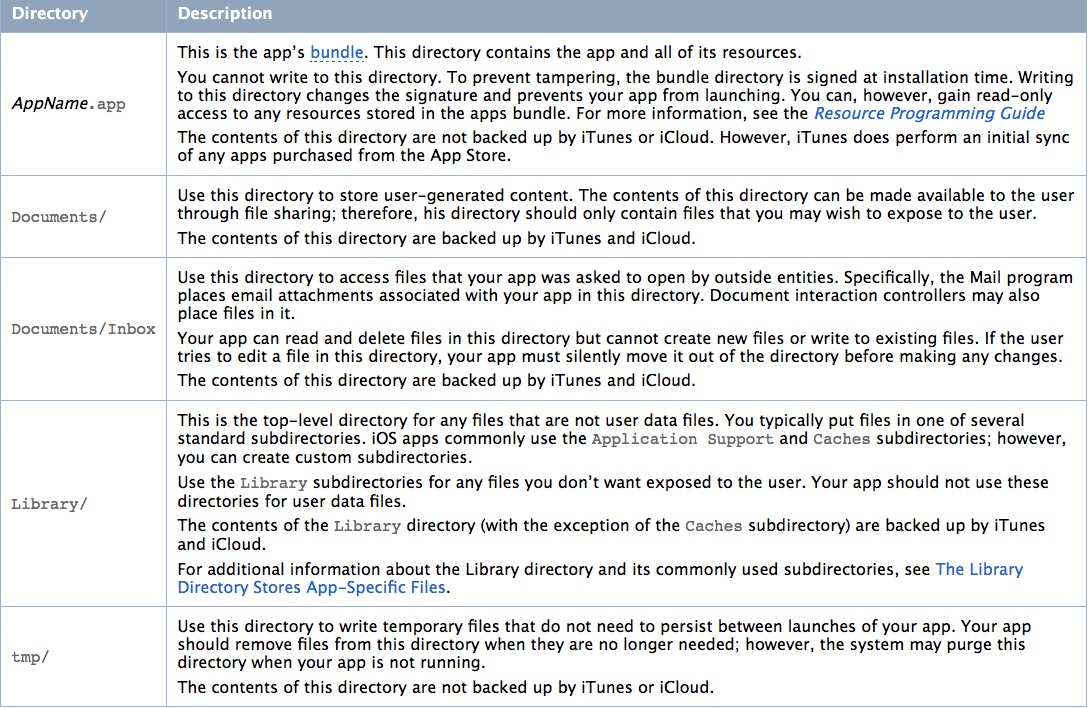 Directory Description
This is the app's bundle. This directory contains the app and all of its resources.
You cannot write to this directory. To prevent tampering, the bundle directory is signed at installation time. Writing
to this directory changes the signature and prevents your app from launching. You can, however, gain read-only
AppName.app
access to any resources stored in the apps bundle. For more information, see the Resource Programming Guide
The contents of this directory are not backed up by iTunes or iCloud. However, iTunes does perform an initial sync
of any apps purchased from the App Store.
Documents/
Use this directory to store user-generated content. The contents of this directory can be made available to the user
through file sharing; therefore, his directory should only contain files that you may wish to expose to the user.
The contents of this directory are backed up by iTunes and iCloud.
Documents/Inbox
Use this directory to access files that your app was asked to open by outside entities. Specifically, the Mail program
places email attachments associated with your app in this directory. Document interaction controllers may also
place files in it.
Your app can read and delete files in this directory but cannot create new files or write to existing files. If the user
tries to edit a file in this directory, your app must silently move it out of the directory before making any changes.
The contents of this directory are backed up by iTunes and iCloud.
Library/
This is the top-level directory for any files that are not user data files. You typically put files in one of several
standard subdirectories. iOS apps commonly use the Application Support and Caches subdirectories; however,
you can create custom subdirectories.
Use the Library subdirectories for any files you don't want exposed to the user. Your app should not use these
directories for user data files.
The contents of the Library directory (with the exception of the Caches subdirectory) are backed up by iTunes
and iCloud.
For additional information about the Library directory and its commonly used subdirectories, see The Library
Directory Stores App-Specific Files.
tmp/
Use this directory to write temporary files that do not need to persist between launches of your app. Your app
should remove files from this directory when they are no longer needed; however, the system may purge this
directory when your app is not running.
The contents of this directory are not backed up by iTunes or iCloud.